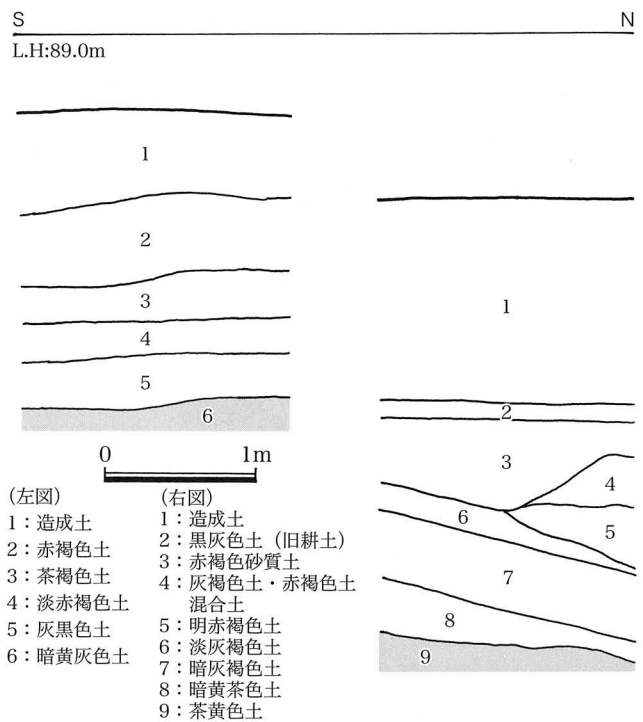 S N
L.H:89.0m
1
2
3
4
5
6
1
2
3
4
5
6
7
8
9
0 1m
(左図)
1：造成土
2：赤褐色土
3：茶褐色土
4：淡赤褐色土
5：灰黒色土
6：暗黄灰色土
(右図)
1：造成土
2：黒灰色土（旧耕土）
3：赤褐色砂質土
4：灰褐色土・赤褐色土
混合土
5：明赤褐色土
6：淡灰褐色土
7：暗灰褐色土
8：暗黄茶色土
9：茶黄色土